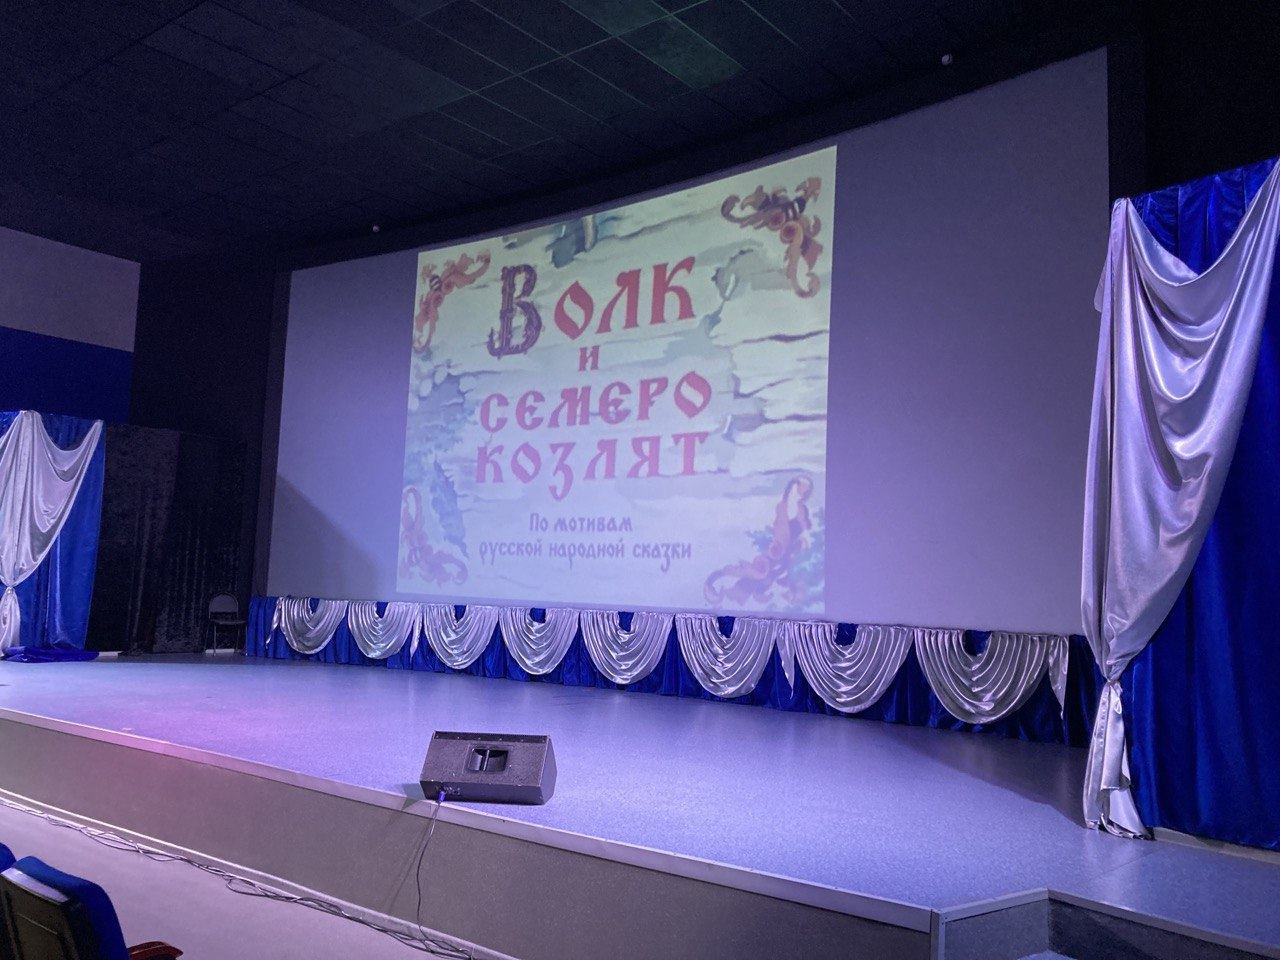 Волк
и
семеро
козлят
По мотивам
русской народной сказки